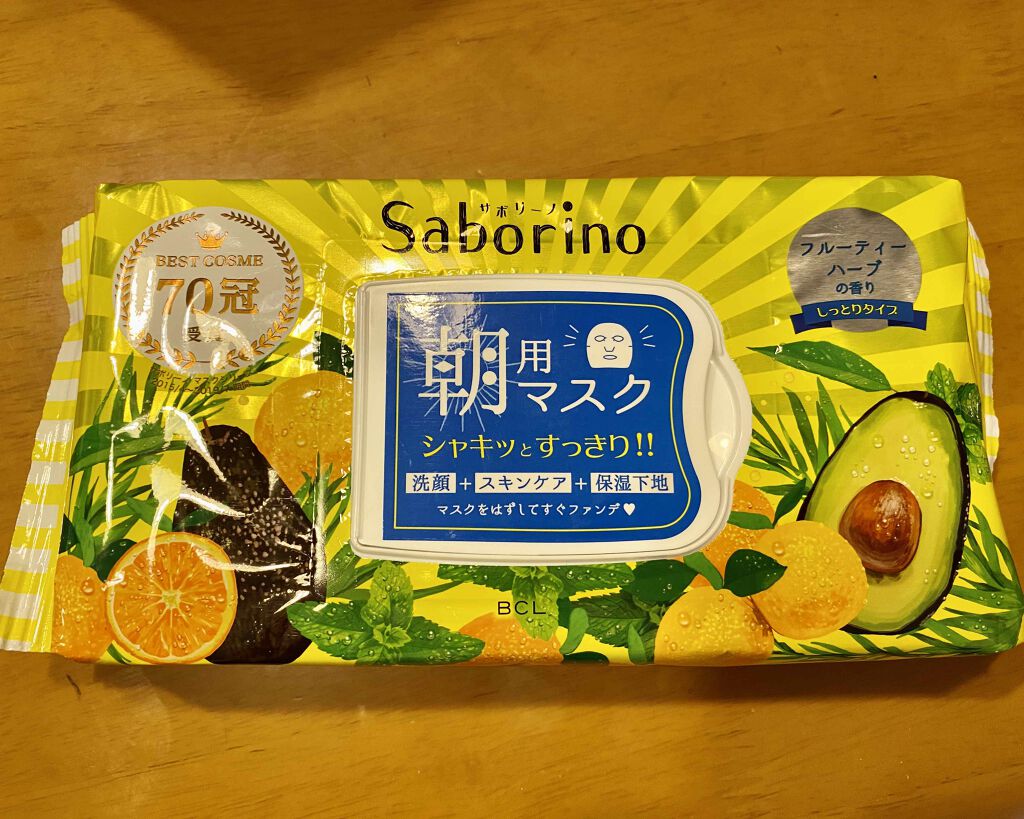 サボリーノ
Saborino
BEST COSME
70冠
フルーティー
ハーブ
の香り
しっとりタイプ
朝用
マスク
シャキッとすっきり!!
洗顔+スキンケア+保湿下地
マスクをはずしてすぐファンデ♥
BCL